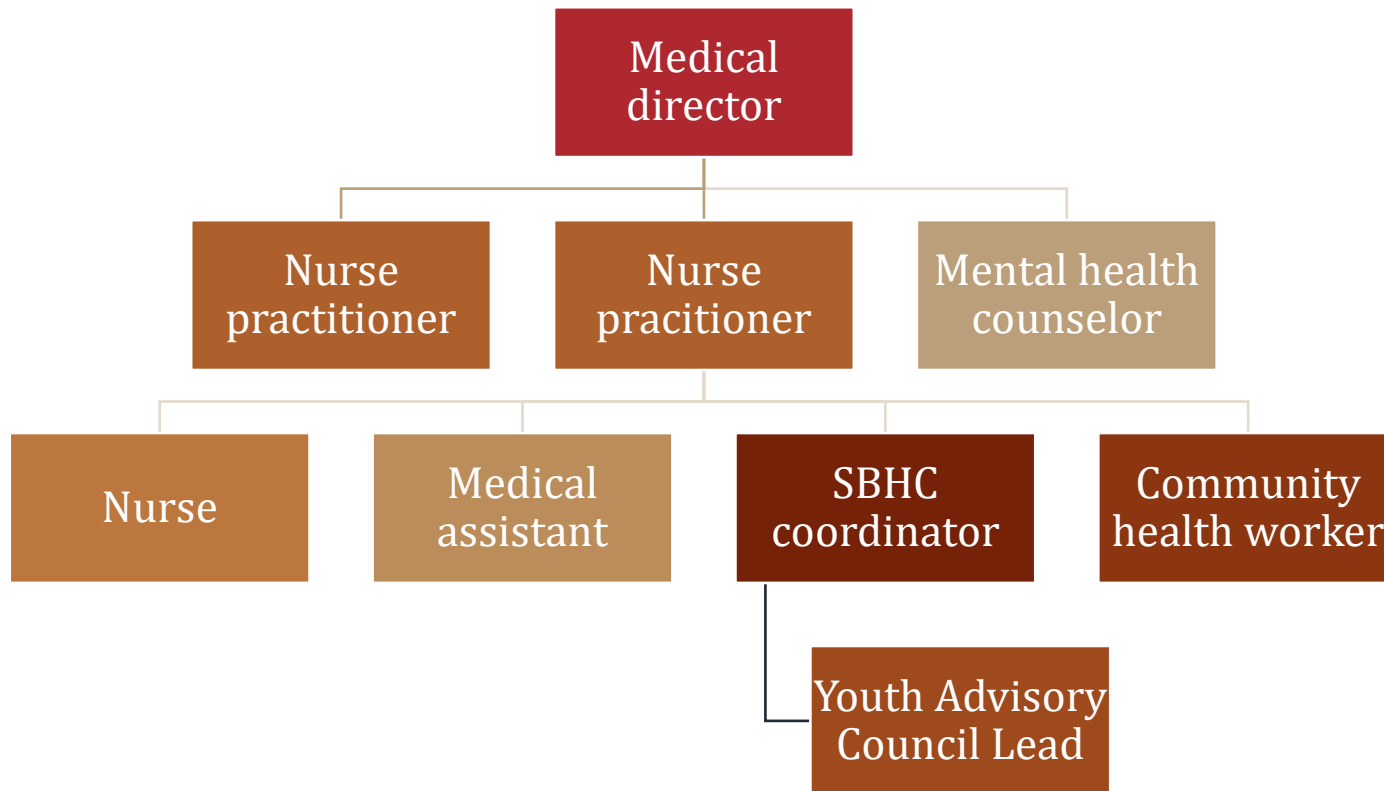 Medical
director
Nurse
practitioner
Nurse
pracitioner
Mental health
counselor
Nurse
Medical
assistant
SBHC
coordinator
Community
health worker
Youth Advisory
Council Lead